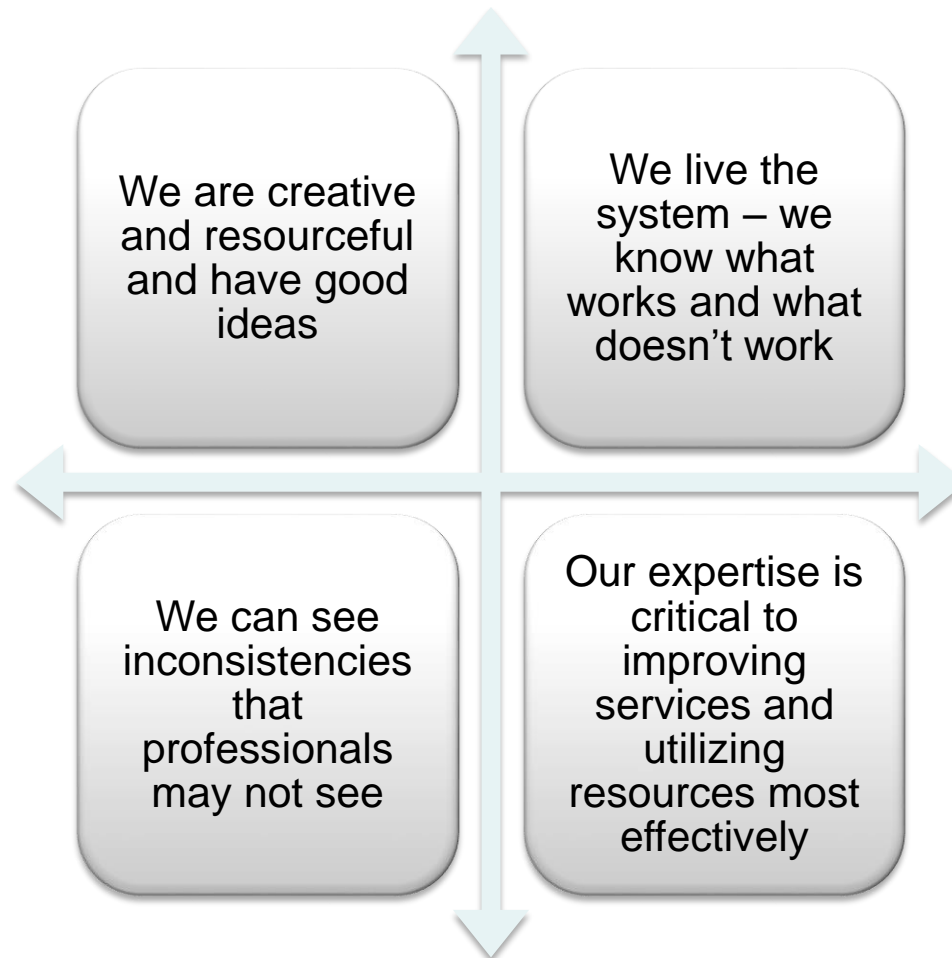 We are creative
and resourceful
and have good
ideas
We live the
system – we
know what
works and what
doesn’t work
We can see
inconsistencies
that
professionals
may not see
Our expertise is
critical to
improving
services and
utilizing
resources most
effectively